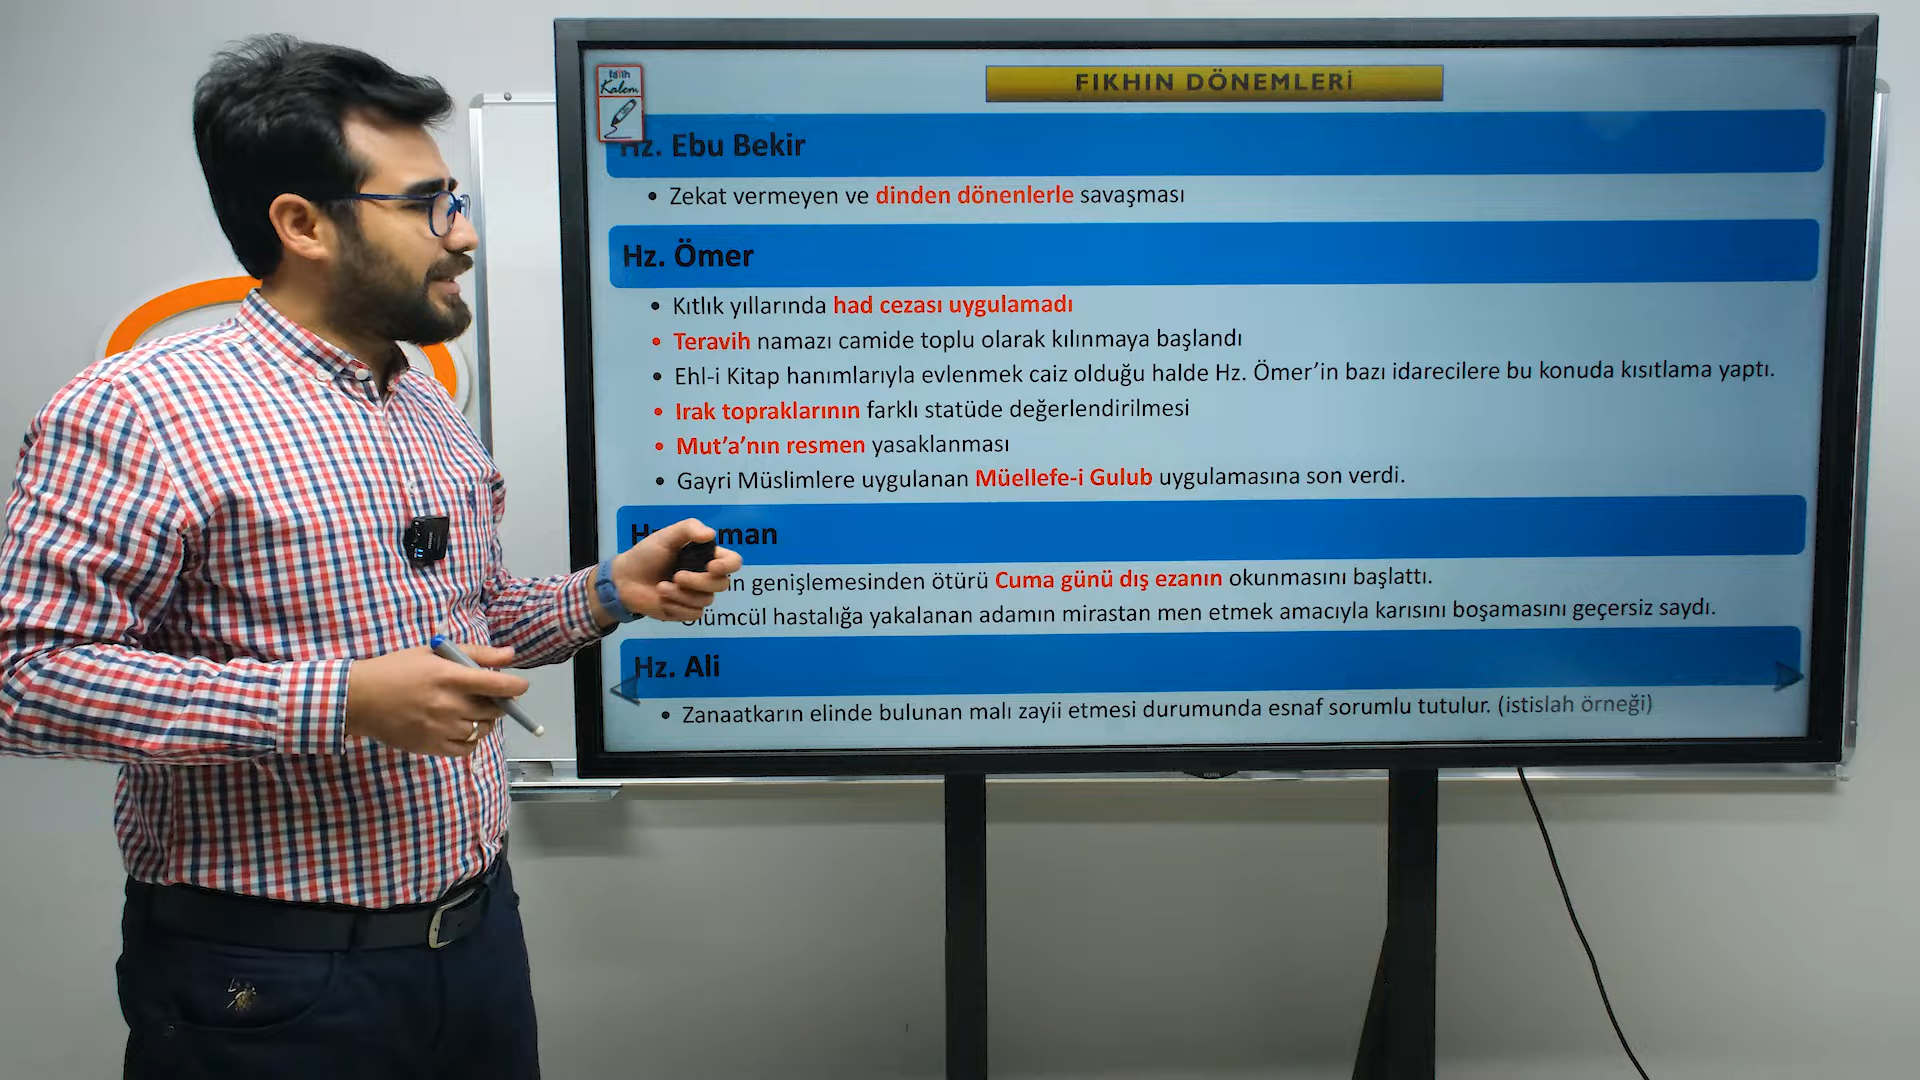 fatih
Kalem
FIKHIN DÖNEMLERİ
Hz. Ebu Bekir
• Zekat vermeyen ve dinden dönenlerle savaşması
Hz. Ömer
• Kıtlık yıllarında had cezası uygulamadı
• Teravih namazı camide toplu olarak kılınmaya başlandı
• Ehl-i Kitap hanımlarıyla evlenmek caiz olduğu halde Hz. Ömer’in bazı idarecilere bu konuda kısıtlama yaptı.
• Irak topraklarının farklı statüde değerlendirilmesi
• Mut’a’nın resmen yasaklanması
• Gayri Müslimlere uygulanan Müellefe-i Gulub uygulamasına son verdi.
genişlemesinden ötürü Cuma günü dış ezanın okunmasını başlattı.
Ölümcül hastalığa yakalanan adamın mirastan men etmek amacıyla karısını boşamasını geçersiz saydı.
Hz. Ali
• Zanaatkarın elinde bulunan malı zayii etmesi durumunda esnaf sorumlu tutulur. (istislah örneği)